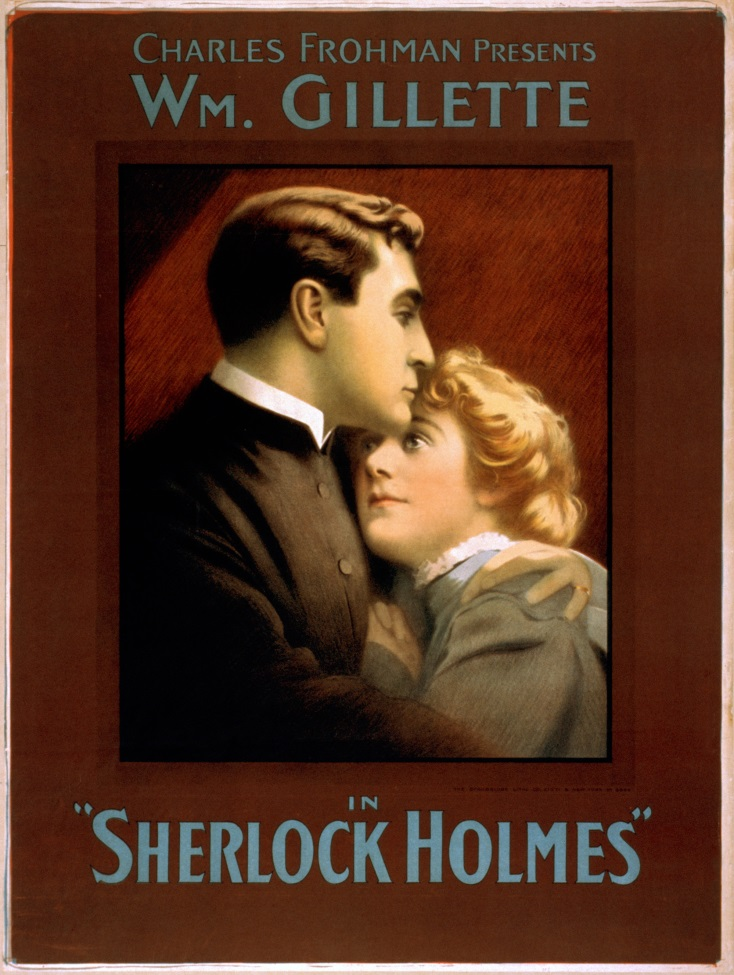 CHARLES FROHMAN PRESENTS
WM. GILLETTE
IN
"SHERLOCK HOLMES"